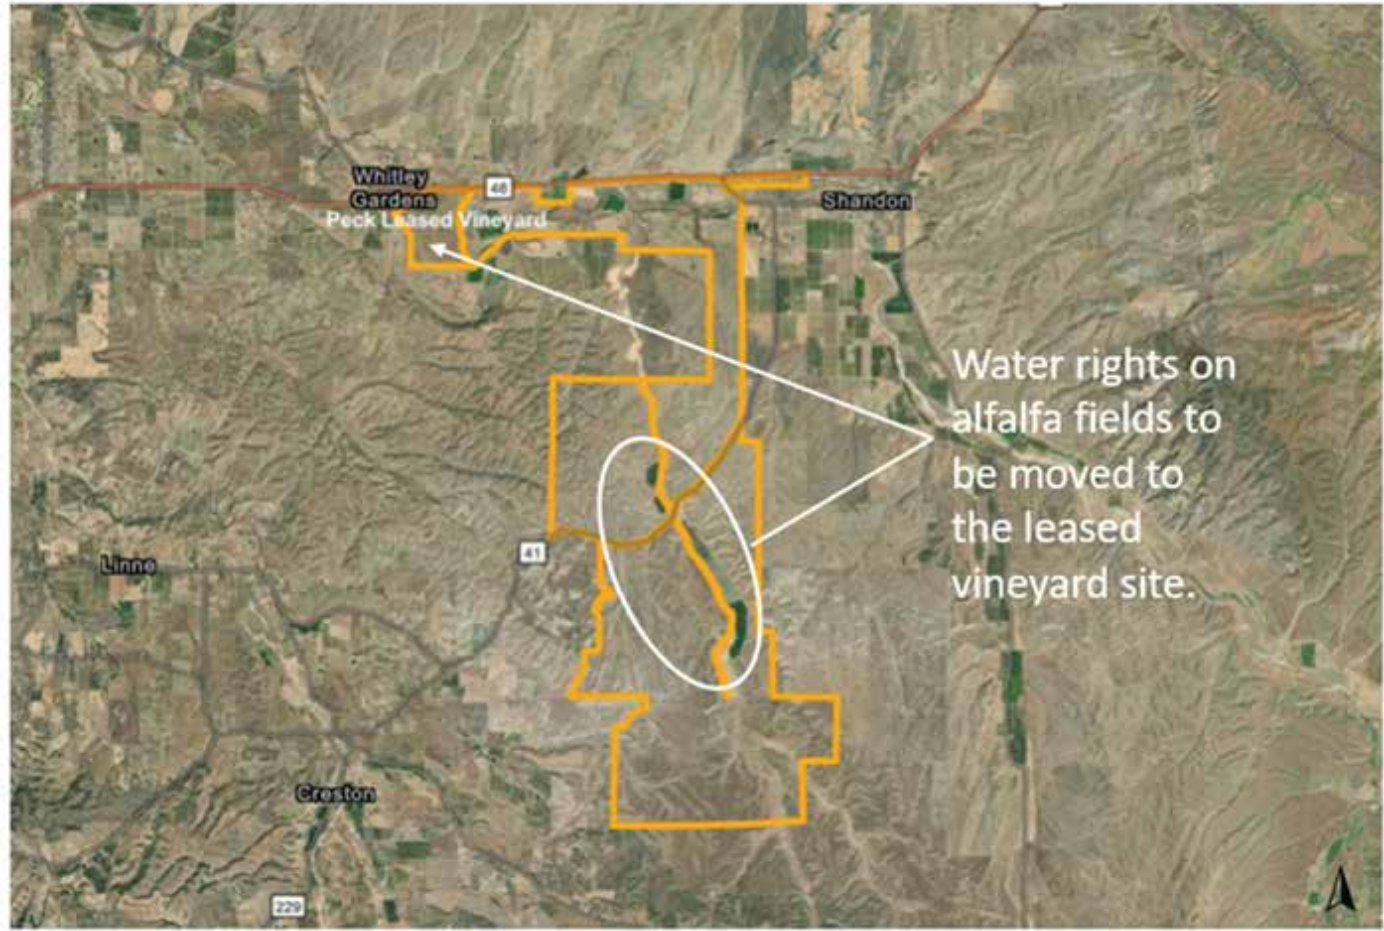 Whitley
Gardens
46
Peck Leased Vineyard
Shandon
Water rights on
alfalfa fields to
be moved to
the leased
vineyard site.
41
Linne
Creston
229